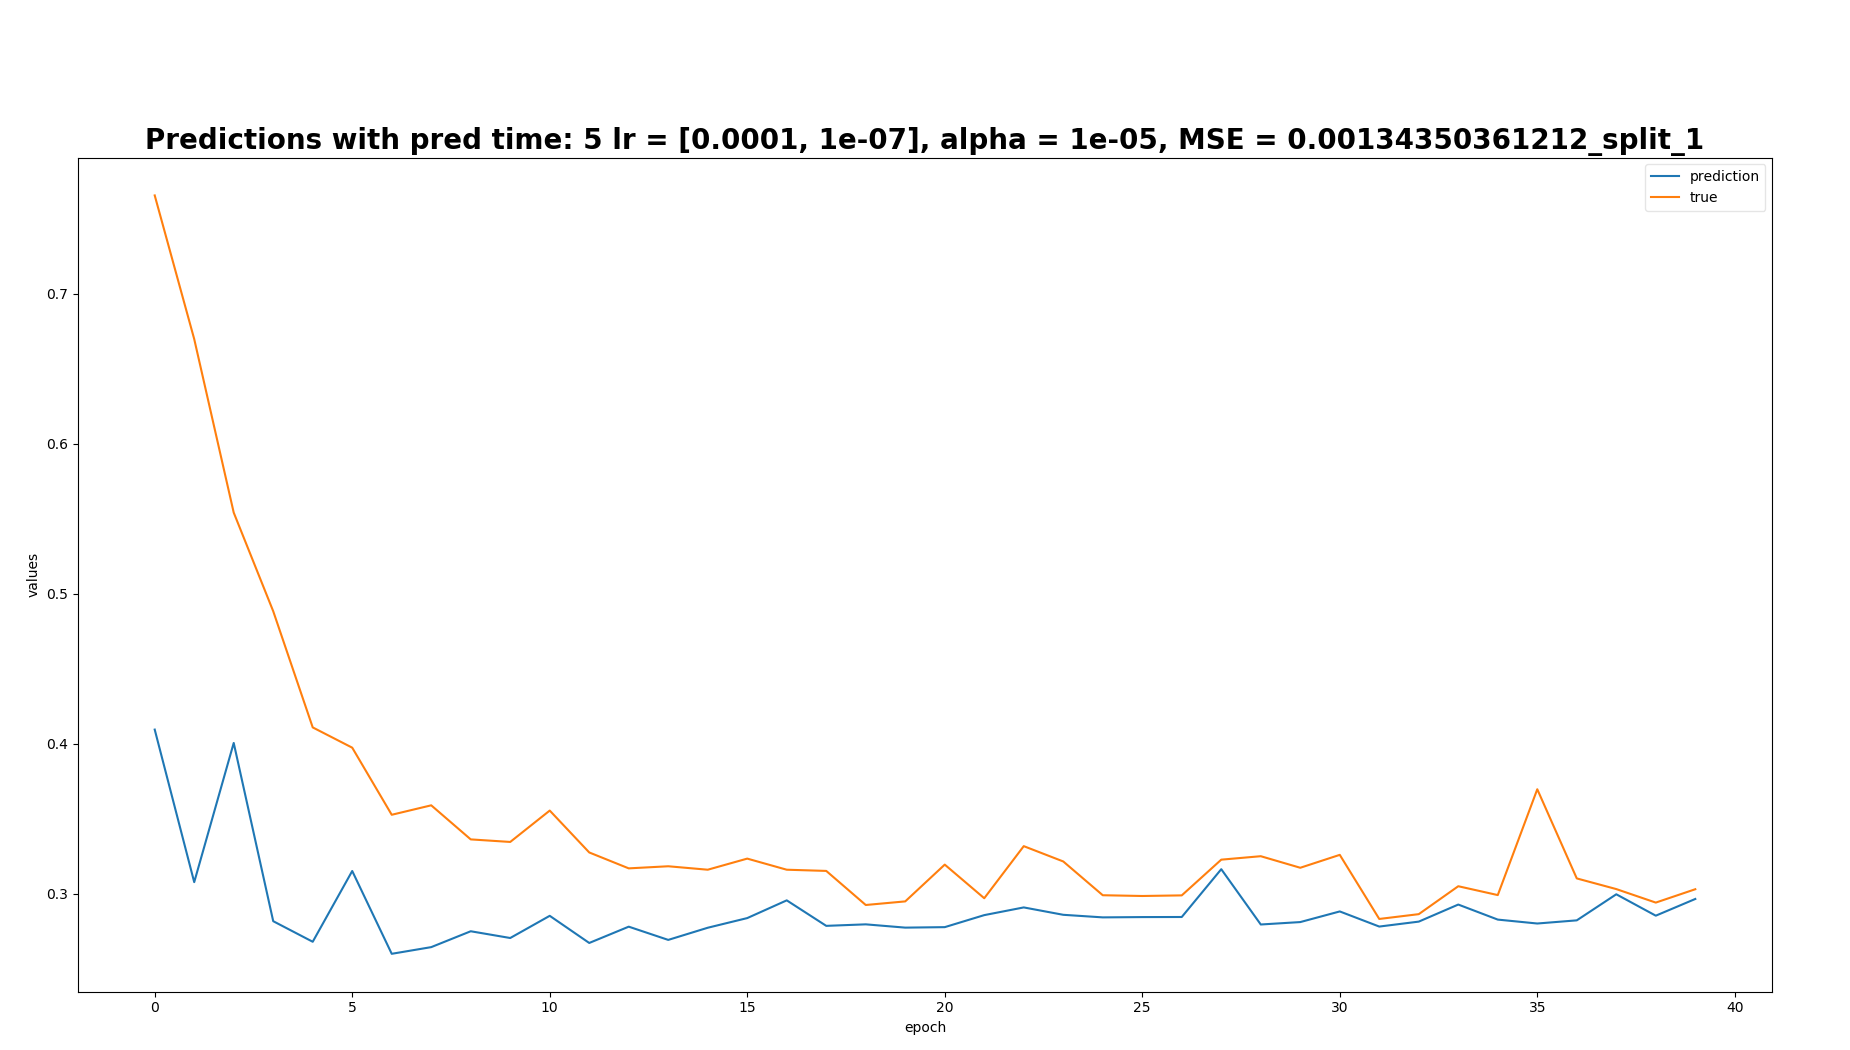 Predictions with pred time: 5 lr = [0.0001, 1e-07], alpha = 1e-05, MSE = 0.00134350361212_split_1
prediction
true
0.7
0.6
0.5
0.4
0.3
values
0 5 10 15 20 25 30 35 40
epoch